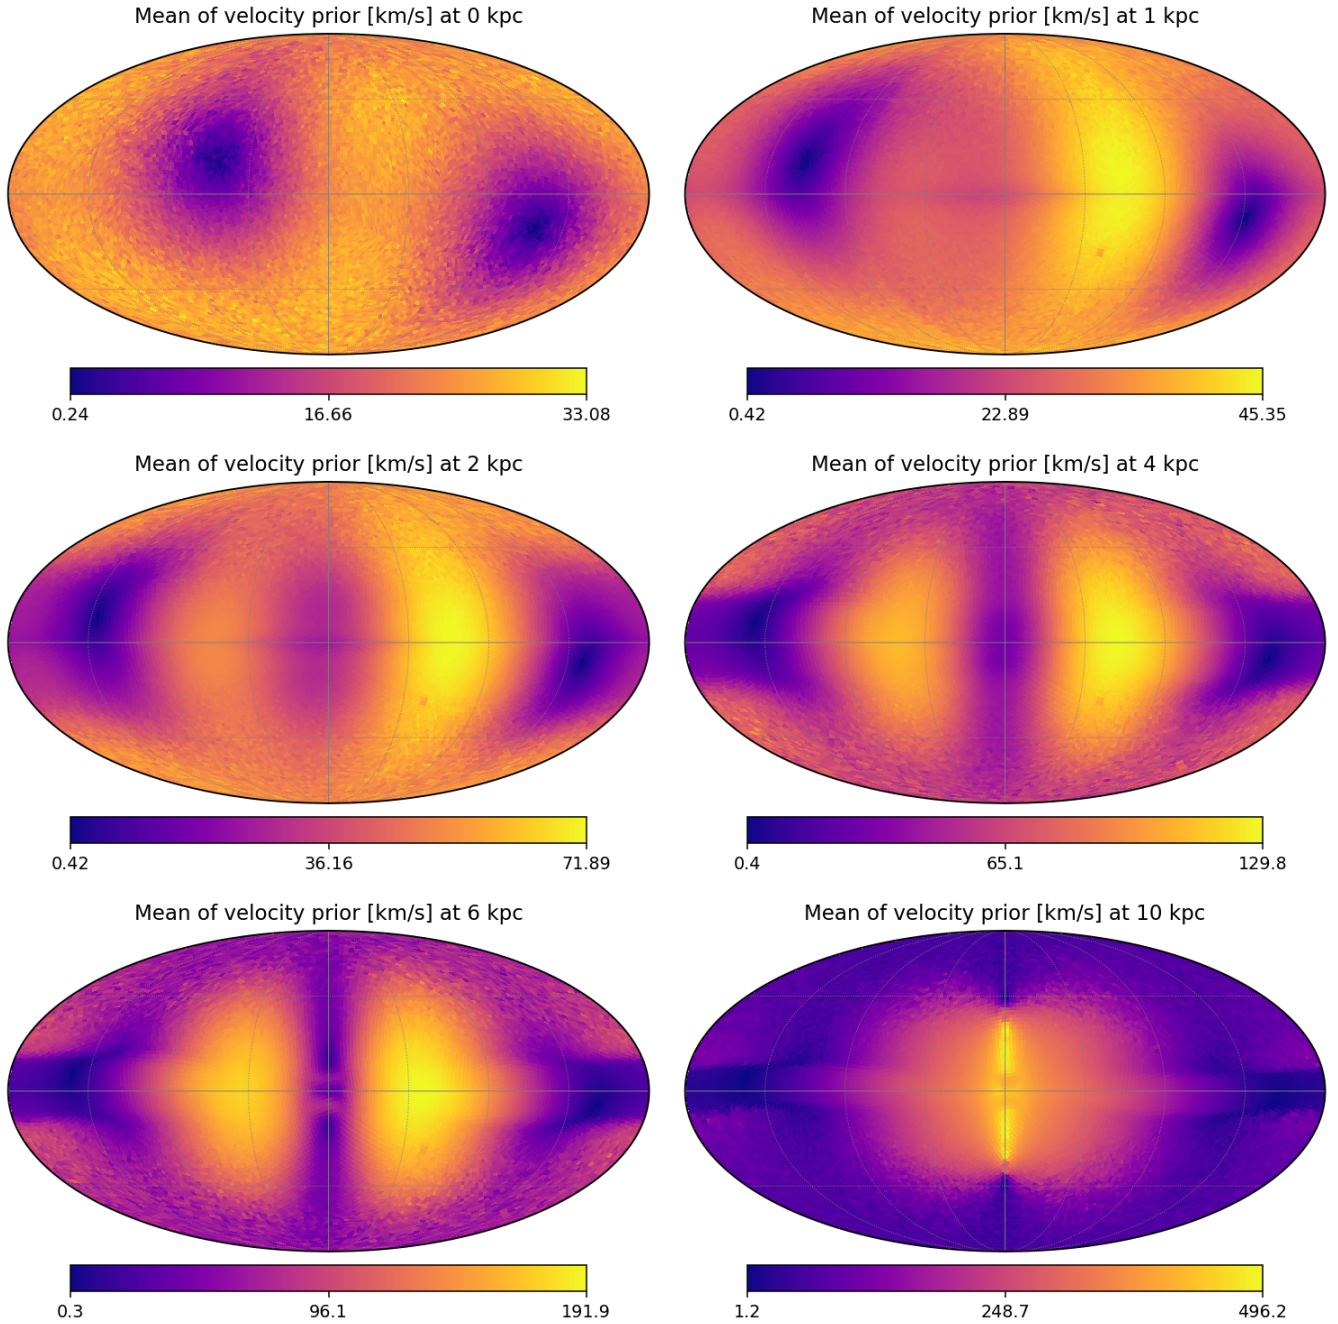 Mean of velocity prior [km/s] at 0 kpc
0.24 16.66 33.08
Mean of velocity prior [km/s] at 1 kpc
0.42 22.89 45.35
Mean of velocity prior [km/s] at 2 kpc
0.42 36.16 71.89
Mean of velocity prior [km/s] at 4 kpc
0.4 65.1 129.8
Mean of velocity prior [km/s] at 6 kpc
0.3 96.1 191.9
Mean of velocity prior [km/s] at 10 kpc
1.2 248.7 496.2